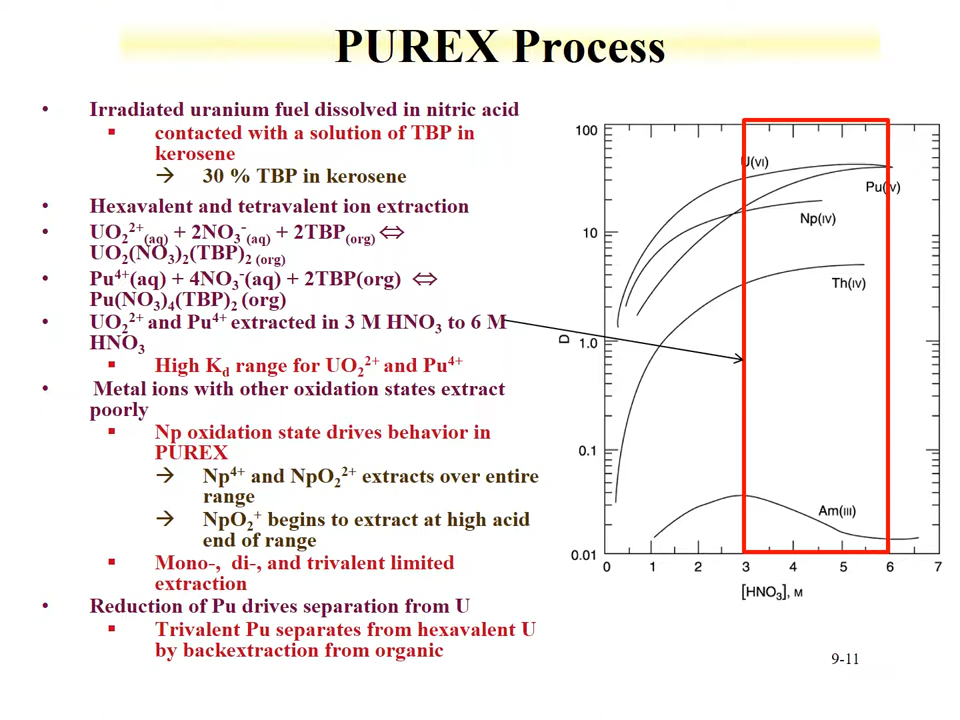 PUREX Process
• Irradiated uranium fuel dissolved in nitric acid
▪ contacted with a solution of TBP in
kerosene
→ 30 % TBP in kerosene
• Hexavalent and tetravalent ion extraction
• UO₂²⁺(aq) + 2NO₃⁻(aq) + 2TBP(org) ⇔
UO₂(NO₃)₂(TBP)₂ (org)
• Pu⁴⁺(aq) + 4NO₃⁻(aq) + 2TBP(org) ⇔
Pu(NO₃)₄(TBP)₂ (org)
• UO₂²⁺ and Pu⁴⁺ extracted in 3 M HNO₃ to 6 M
HNO₃
▪ High Kd range for UO₂²⁺ and Pu⁴⁺
• Metal ions with other oxidation states extract
poorly
▪ Np oxidation state drives behavior in
PUREX
→ Np⁴⁺ and NpO₂²⁺ extracts over entire
range
→ NpO₂⁺ begins to extract at high acid
end of range
▪ Mono-, di-, and trivalent limited
extraction
• Reduction of Pu drives separation from U
▪ Trivalent Pu separates from hexavalent U
by backextraction from organic
100
10
1.0
0.1
0.01
D
U(VI)
Pu(IV)
Np(IV)
Th(IV)
Am(III)
0 1 2 3 4 5 6 7
[HNO₃], M
9-11